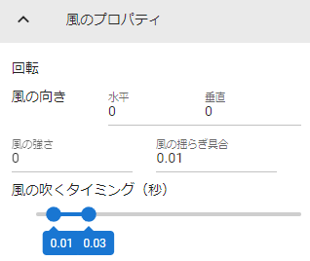 風のプロパティ
回転
風の向き 水平 垂直
0 0
風の強さ 風の揺らぎ具合
0 0.01
風の吹くタイミング（秒）
0.01 0.03